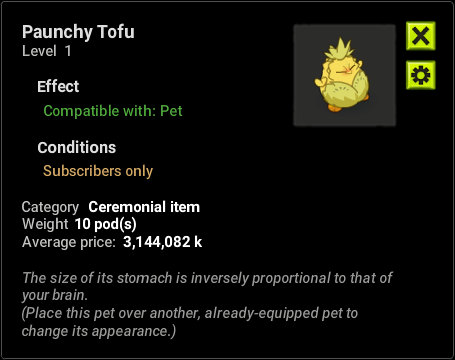 Paunchy Tofu
Level 1
Effect
Compatible with: Pet
Conditions
Subscribers only
Category Ceremonial item
Weight 10 pod(s)
Average price: 3,144,082 k
The size of its stomach is inversely proportional to that of
your brain.
(Place this pet over another, already-equipped pet to
change its appearance.)